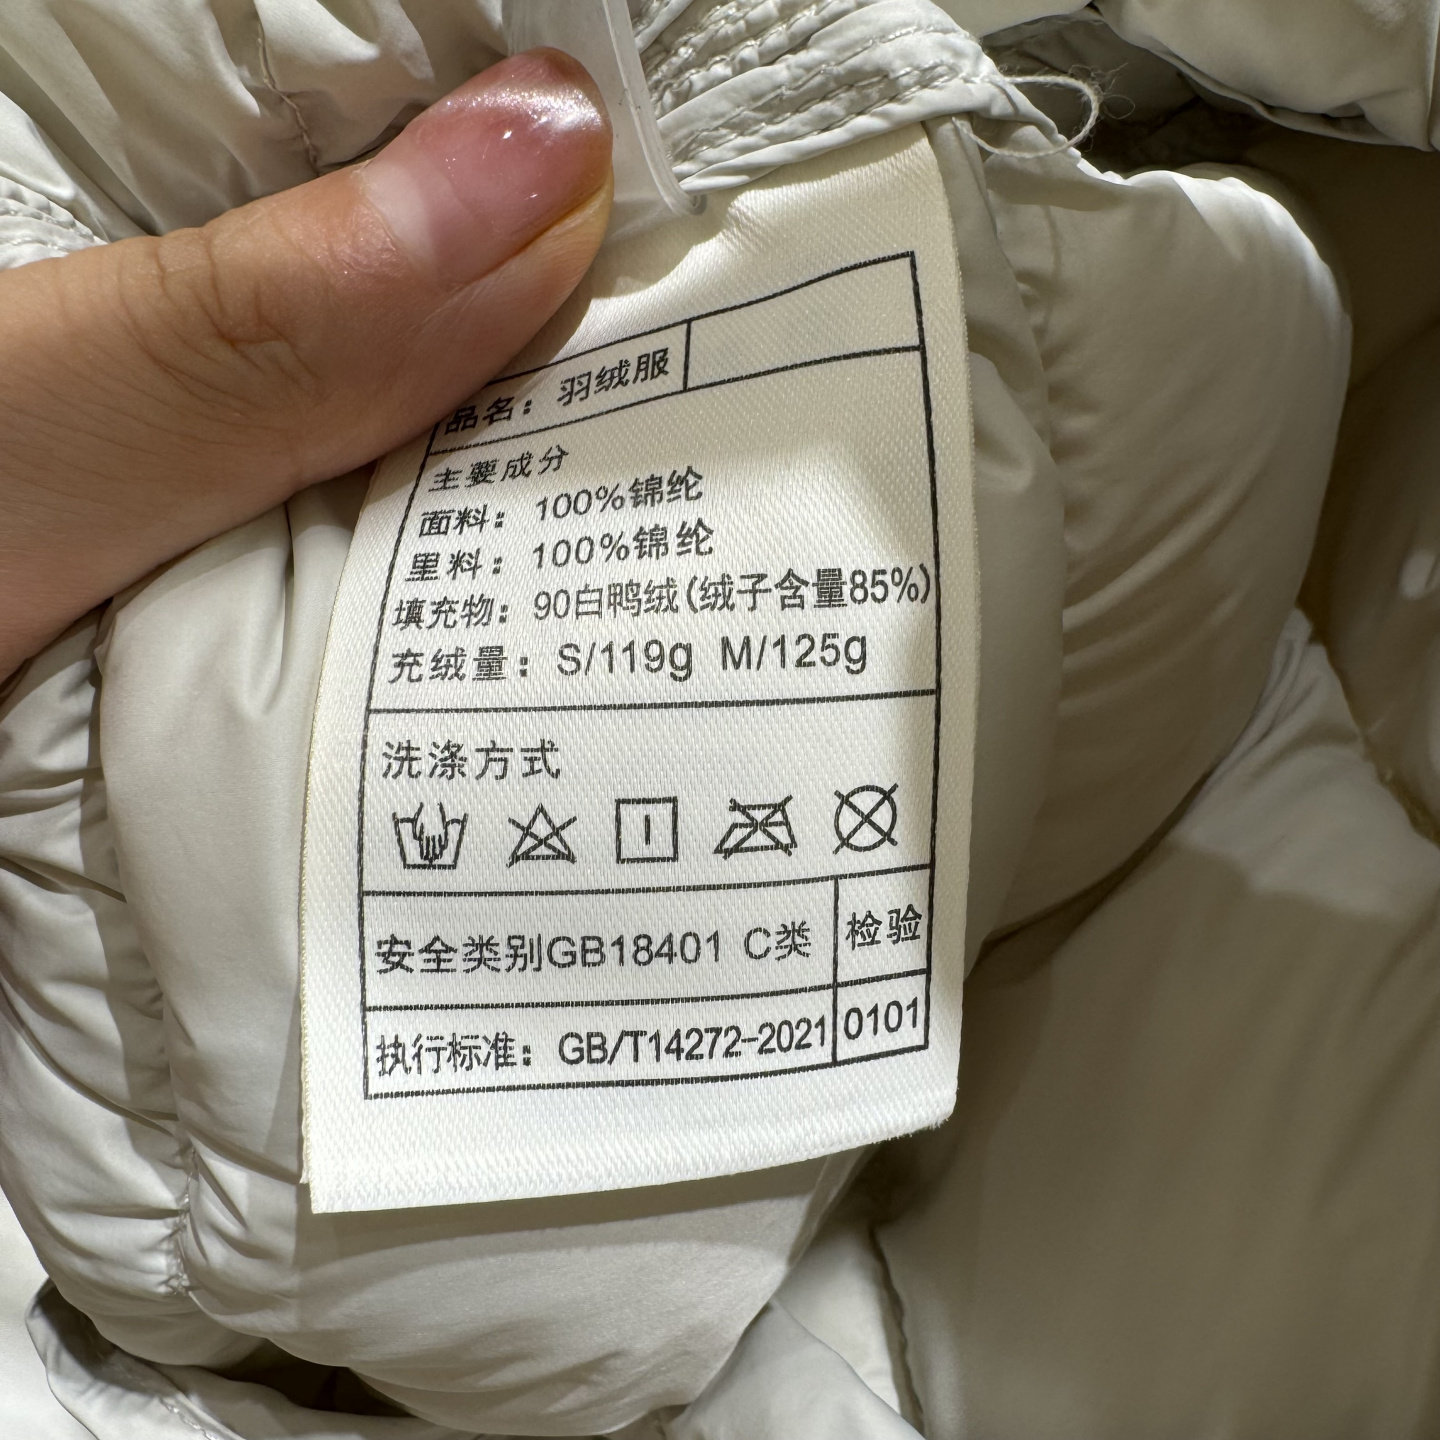 品名：羽绒服
主要成分
面料：100%锦纶
里料：100%锦纶
填充物：90白鸭绒(绒子含量85%)
充绒量：S/119g M/125g
洗涤方式
安全类别GB18401 C类
检验
执行标准：GB/T14272-2021
0101